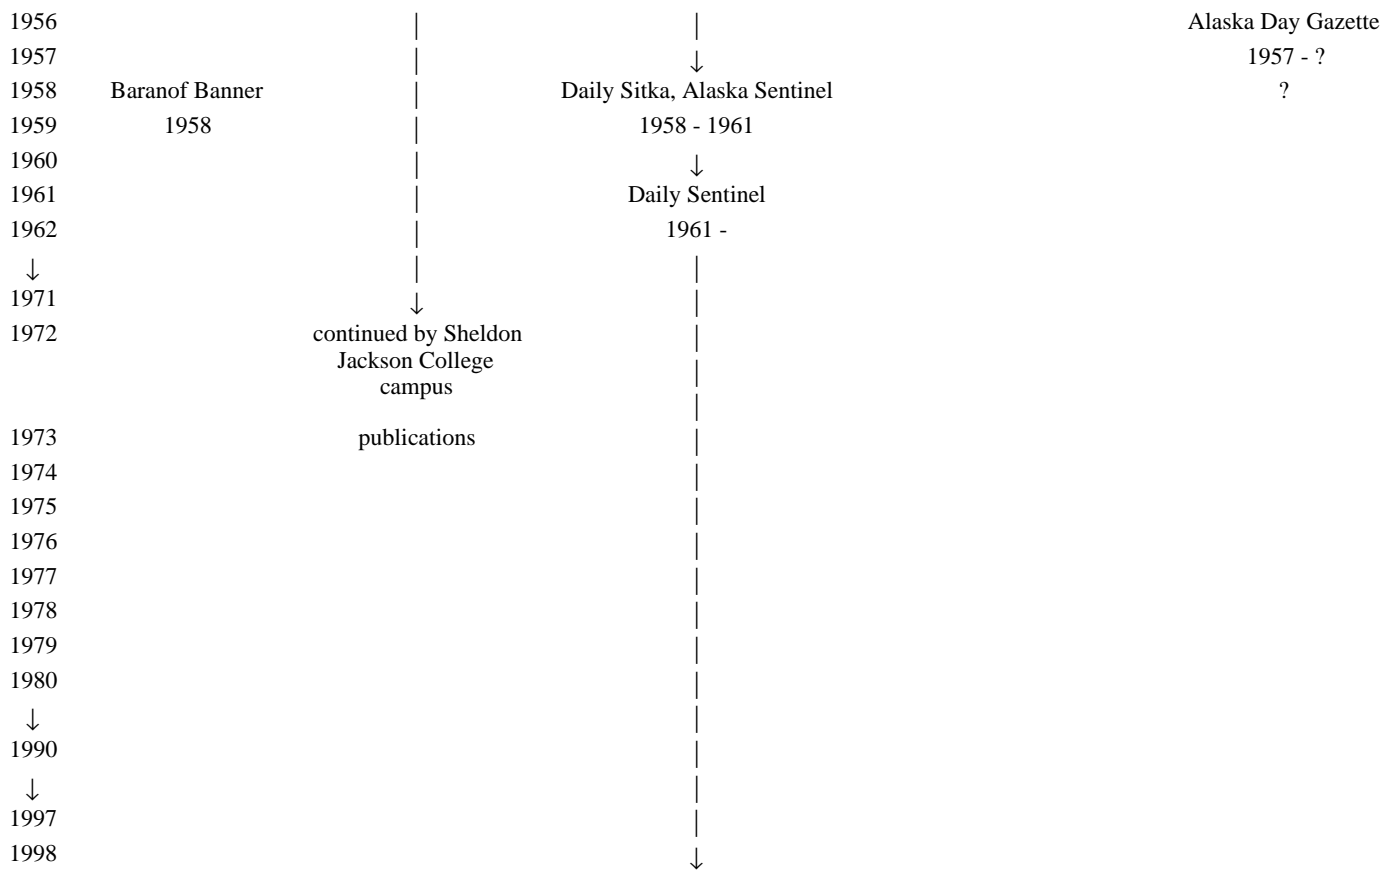 1956 | | Alaska Day Gazette
1957 | ↓ 1957 - ?
1958 Baranof Banner | Daily Sitka, Alaska Sentinel ?
1959 1958 | 1958 - 1961
1960 | ↓
1961 | Daily Sentinel
1962 | 1961 -
↓ | |
1971 ↓ |
1972 continued by Sheldon |
Jackson College |
campus
|
1973 publications |
1974 |
1975 |
1976 |
1977 |
1978 |
1979 |
1980 |
↓ |
1990 |
↓ |
1997 |
1998 ↓